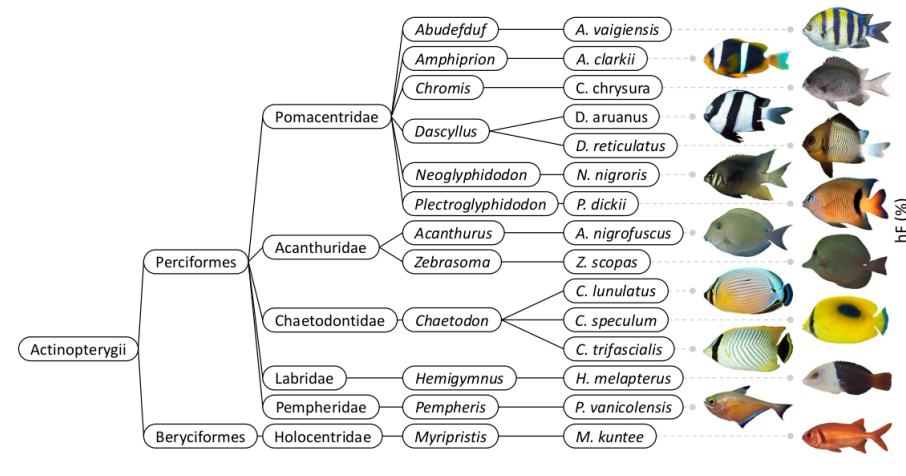 Abudefduf A. vaigiensis
Amphiprion A. clarkii
Chromis C. chrysura
Pomacentridae D. aruanus
Dascyllus
D. reticulatus
Neoglyphidodon N. nigroris
Plectroglyphidodon P. dickii
hF (%)
Acanthurus A. nigrofuscus
Acanthuridae
Perciformes Zebrasoma Z. scopas
C. lunulatus
Chaetodontidae Chaetodon C. speculum
Actinopterygii C. trifascialis
Labridae Hemigymnus H. melapterus
Pempheridae Pempheris P. vanicolensis
Beryciformes Holocentridae Myripristis M. kuntee